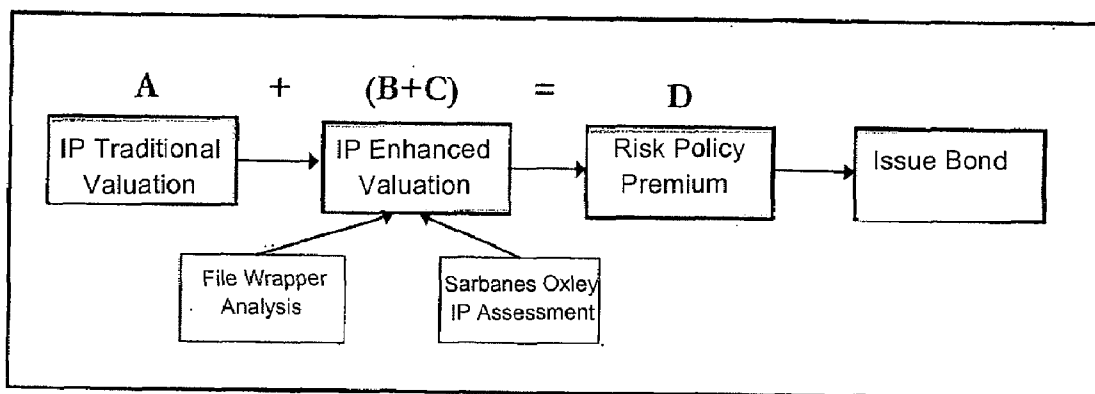 A + (B+C) = D
IP Traditional
Valuation
IP Enhanced
Valuation
Risk Policy
Premium
Issue Bond
File Wrapper
Analysis
Sarbanes Oxley
IP Assessment